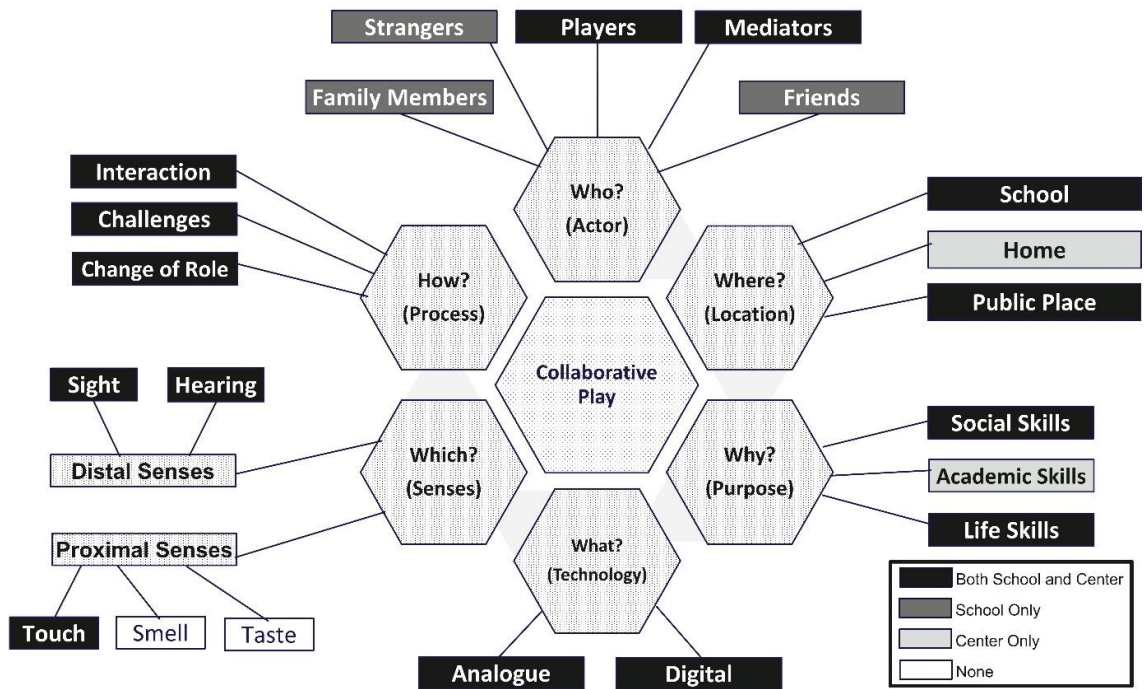 Strangers
Players
Mediators
Family Members
Friends
Who?
(Actor)
Interaction
Challenges
Change of Role
How?
(Process)
School
Home
Public Place
Where?
(Location)
Collaborative
Play
Sight
Hearing
Distal Senses
Which?
(Senses)
Proximal Senses
Touch
Smell
Taste
Why?
(Purpose)
Social Skills
Academic Skills
Life Skills
What?
(Technology)
Analogue
Digital
Both School and Center
School Only
Center Only
None